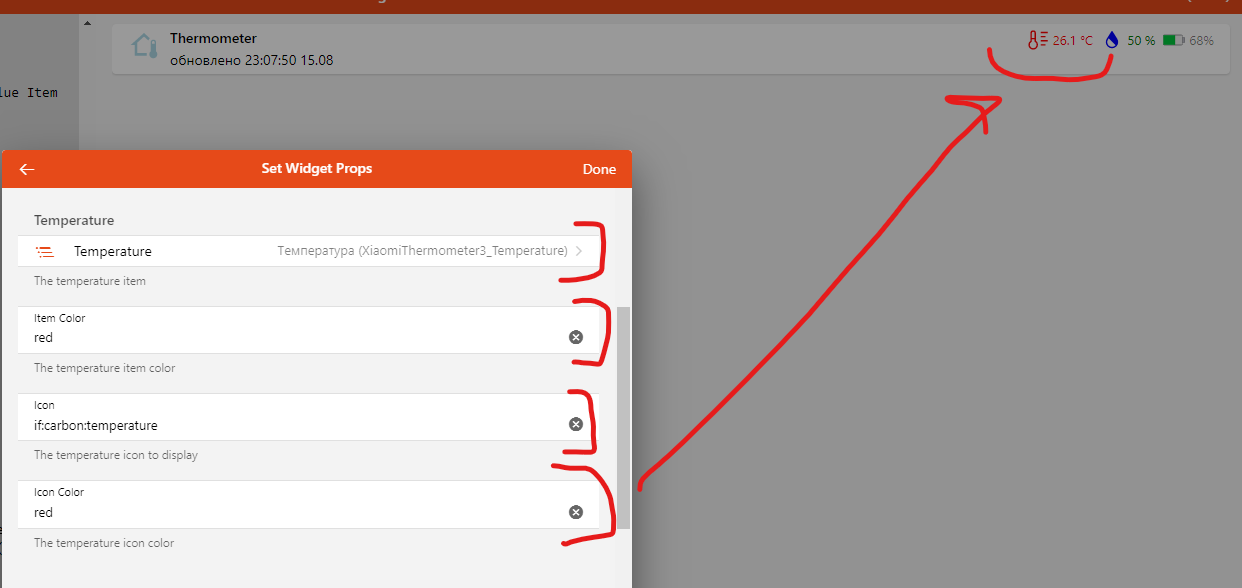 Thermometer
обновлено 23:07:50 15.08
26.1 °C 50 % 68%
lue Item
Set Widget Props
Done
Temperature
Temperature
Температура (XiaomiThermometer3_Temperature)
The temperature item
Item Color
red
The temperature item color
Icon
if:carbon:temperature
The temperature icon to display
Icon Color
red
The temperature icon color